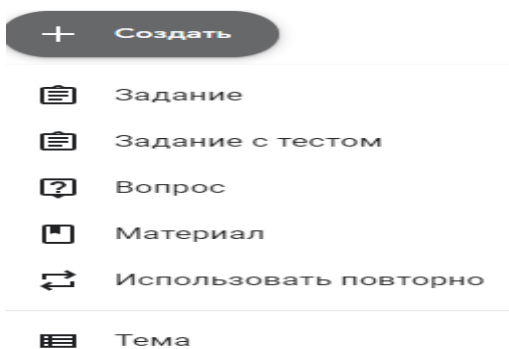 Создать
Задание
Задание с тестом
Вопрос
Материал
Использовать повторно
Тема